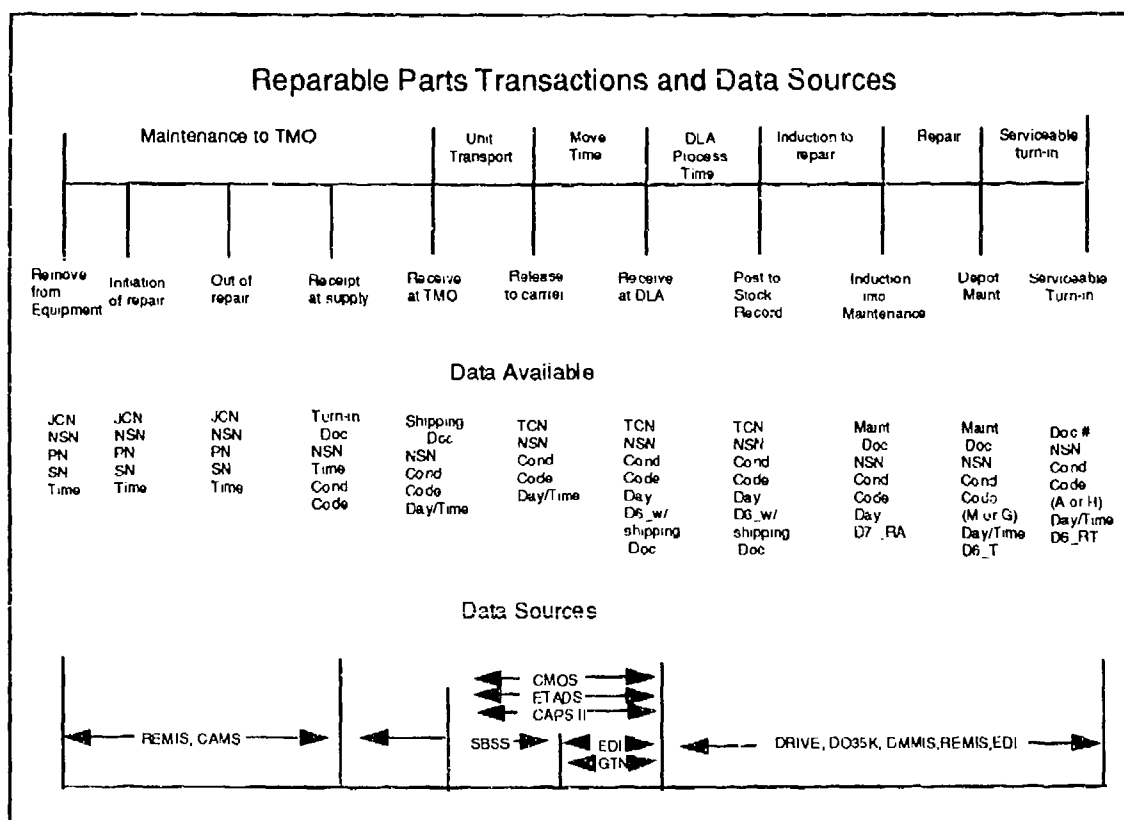 Reparable Parts Transactions and Data Sources
Maintenance to TMO
Unit
Transport
Move
Time
DLA
Process
Time
Induction to
repair
Repair
Serviceable
turn-in
Remove
from
Equipment
Initiation
of repair
Out of
repair
Receipt
at supply
Receive
at TMO
Release
to carrier
Receive
at DLA
Post to
Stock
Record
Induction
into
Maintenance
Depot
Maint
Serviceable
Turn-in
Data Available
JCN
NSN
PN
SN
Time
JCN
NSN
PN
SN
Time
JCN
NSN
PN
SN
Time
Turn-in
Doc
NSN
Time
Cond
Code
Shipping
Doc
NSN
Cond
Code
Day/Time
TCN
NSN
Cond
Code
Day/Time
TCN
NSN
Cond
Code
Day
D6_w/
shipping
Doc
TCN
NSN
Cond
Code
Day
D6_w/
shipping
Doc
Maint
Doc
NSN
Cond
Code
Day
D7_RA
Maint
Doc
NSN
Cond
Code
(M or G)
Day/Time
D6_T
Doc #
NSN
Cond
Code
(A or H)
Day/Time
D6_RT
Data Sources
REMIS, CAMS
CMOS
ETADS
CAPS II
SBSS
EDI
GTN
DRIVE, DO35K, DMMIS,REMIS,EDI